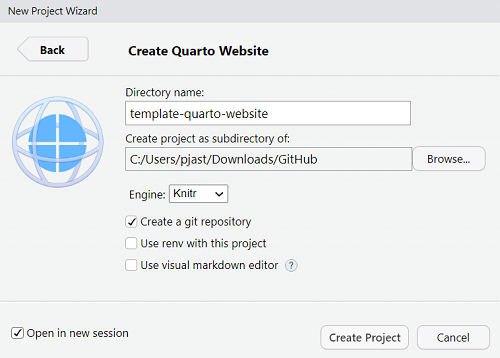 New Project Wizard
Back
Create Quarto Website
Directory name:
template-quarto-website
Create project as subdirectory of:
C:/Users/pjast/Downloads/GitHub
Browse...
Engine: Knitr
Create a git repository
Use renv with this project
Use visual markdown editor ?
Open in new session
Create Project
Cancel